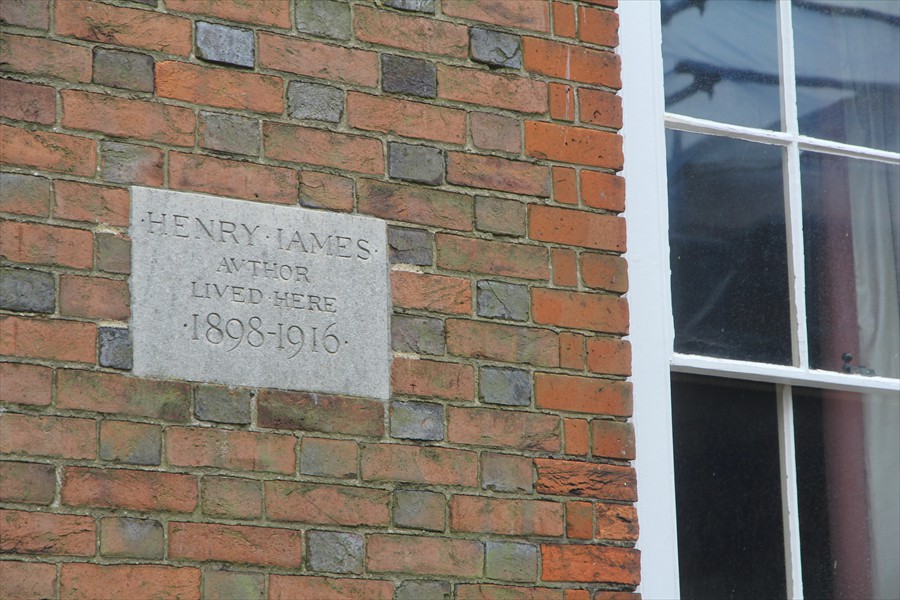 ·HENRY·IAMES·
AVTHOR
LIVED·HERE
·1898-1916·